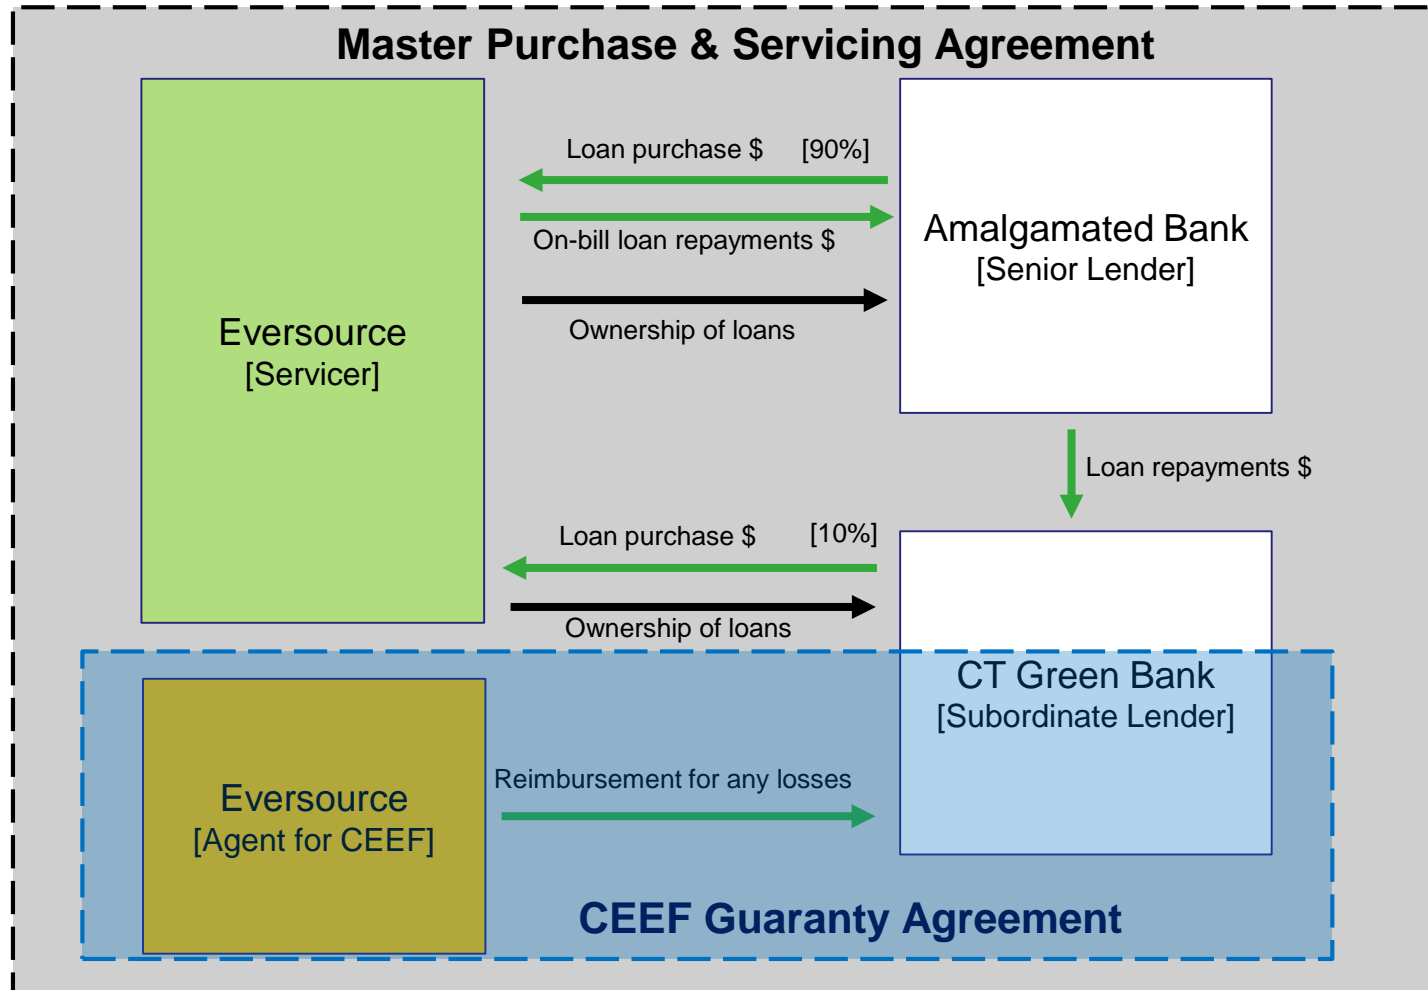 Master Purchase & Servicing Agreement
Loan purchase $ [90%]
On-bill loan repayments $
Ownership of loans
Amalgamated Bank
[Senior Lender]
Eversource
[Servicer]
Loan repayments $
Loan purchase $ [10%]
Ownership of loans
CT Green Bank
[Subordinate Lender]
Eversource
[Agent for CEEF]
Reimbursement for any losses
CEEF Guaranty Agreement